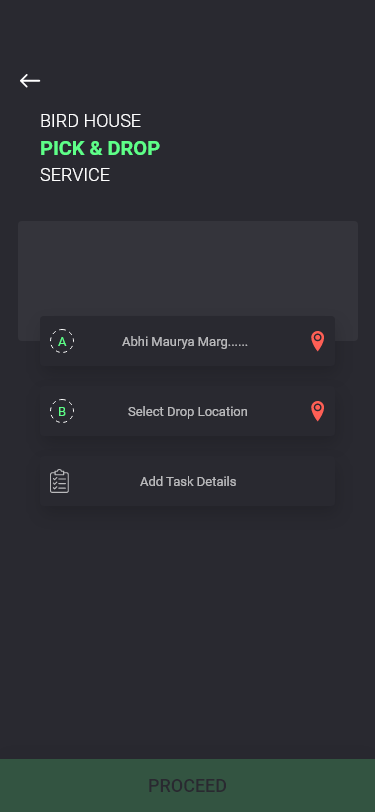 BIRD HOUSE
PICK & DROP
SERVICE
A
Abhi Maurya Marg......
B
Select Drop Location
Add Task Details
PROCEED